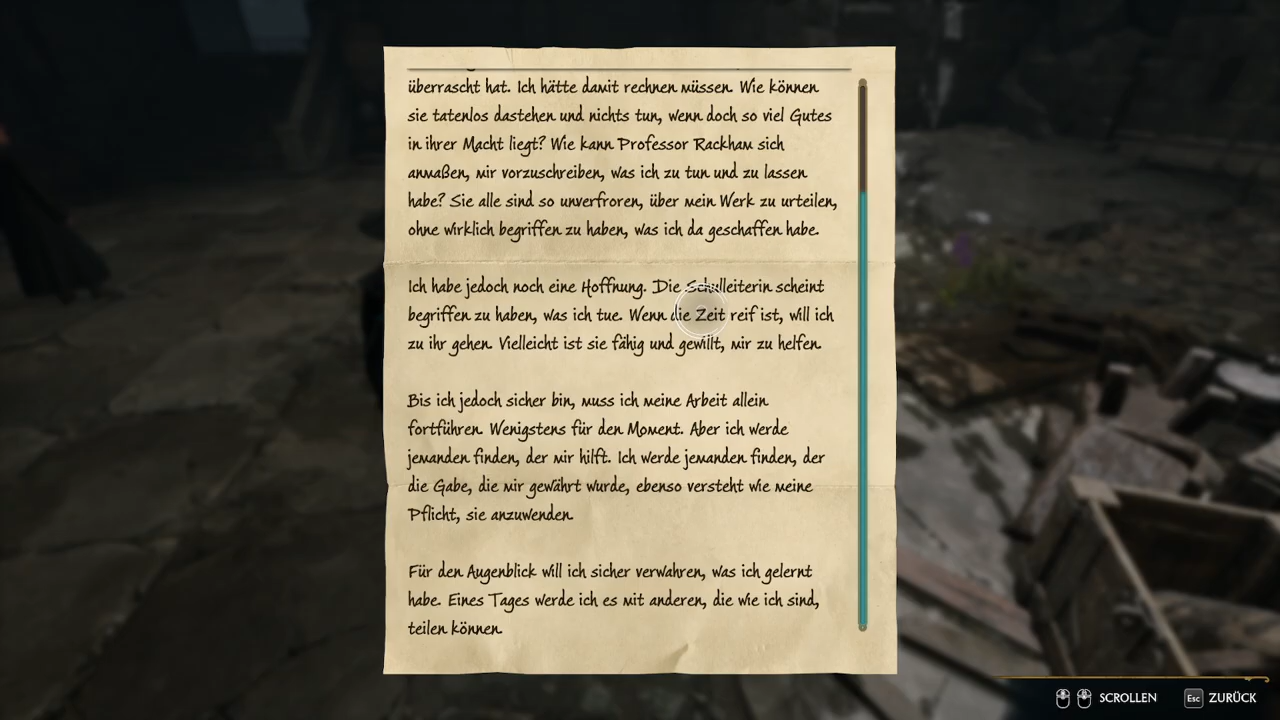 überrascht hat. Ich hätte damit rechnen müssen. Wie können
sie tatenlos dastehen und nichts tun, wenn doch so viel Gutes
in ihrer Macht liegt? Wie kann Professor Rackham sich
anmaßen, mir vorzuschreiben, was ich zu tun und zu lassen
habe? Sie alle sind so unverfroren, über mein Werk zu urteilen,
ohne wirklich begriffen zu haben, was ich da geschaffen habe.
Ich habe jedoch noch eine Hoffnung. Die Schulleiterin scheint
begriffen zu haben, was ich tue. Wenn die Zeit reif ist, will ich
zu ihr gehen. Vielleicht ist sie fähig und gewillt, mir zu helfen.
Bis ich jedoch sicher bin, muss ich meine Arbeit allein
fortführen. Wenigstens für den Moment. Aber ich werde
jemanden finden, der mir hilft. Ich werde jemanden finden, der
die Gabe, die mir gewährt wurde, ebenso versteht wie meine
Pflicht, sie anzuwenden.
Für den Augenblick will ich sicher verwahren, was ich gelernt
habe. Eines Tages werde ich es mit anderen, die wie ich sind,
teilen können.
SCROLLEN Esc ZURÜCK